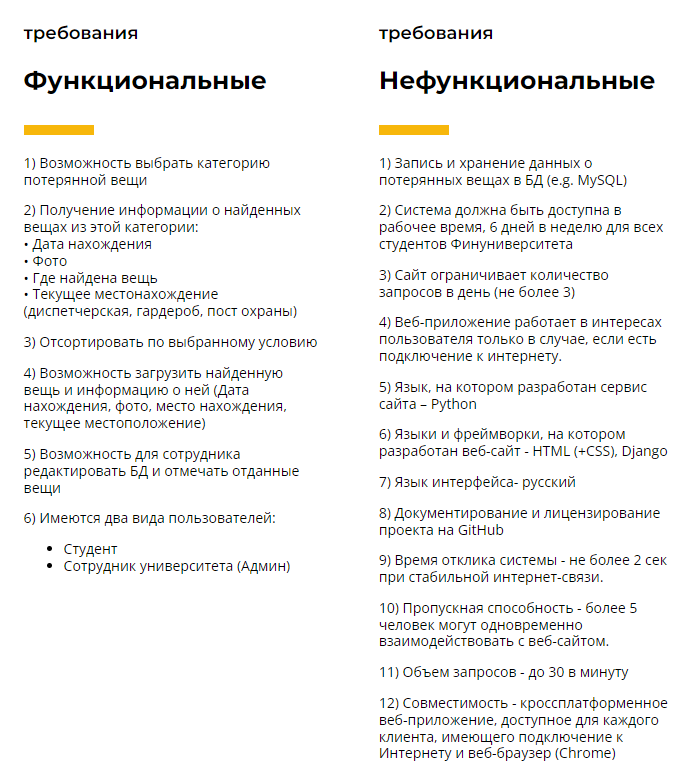 требования
Функциональные
1) Возможность выбрать категорию
потерянной вещи
2) Получение информации о найденных
вещах из этой категории:
• Дата нахождения
• Фото
• Где найдена вещь
• Текущее местонахождение
(диспетчерская, гардероб, пост охраны)
3) Отсортировать по выбранному условию
4) Возможность загрузить найденную
вещь и информацию о ней (Дата
нахождения, фото, место нахождения,
текущее местоположение)
5) Возможность для сотрудника
редактировать БД и отмечать отданные
вещи
6) Имеются два вида пользователей:
• Студент
• Сотрудник университета (Админ)
требования
Нефункциональные
1) Запись и хранение данных о
потерянных вещах в БД (e.g. MySQL)
2) Система должна быть доступна в
рабочее время, 6 дней в неделю для всех
студентов Финуниверситета
3) Сайт ограничивает количество
запросов в день (не более 3)
4) Веб-приложение работает в интересах
пользователя только в случае, если есть
подключение к интернету.
5) Язык, на котором разработан сервис
сайта – Python
6) Языки и фреймворки, на котором
разработан веб-сайт - HTML (+CSS), Django
7) Язык интерфейса- русский
8) Документирование и лицензирование
проекта на GitHub
9) Время отклика системы - не более 2 сек
при стабильной интернет-связи.
10) Пропускная способность - более 5
человек могут одновременно
взаимодействовать с веб-сайтом.
11) Объем запросов - до 30 в минуту
12) Совместимость - кроссплатформенное
веб-приложение, доступное для каждого
клиента, имеющего подключение к
Интернету и веб-браузер (Chrome)